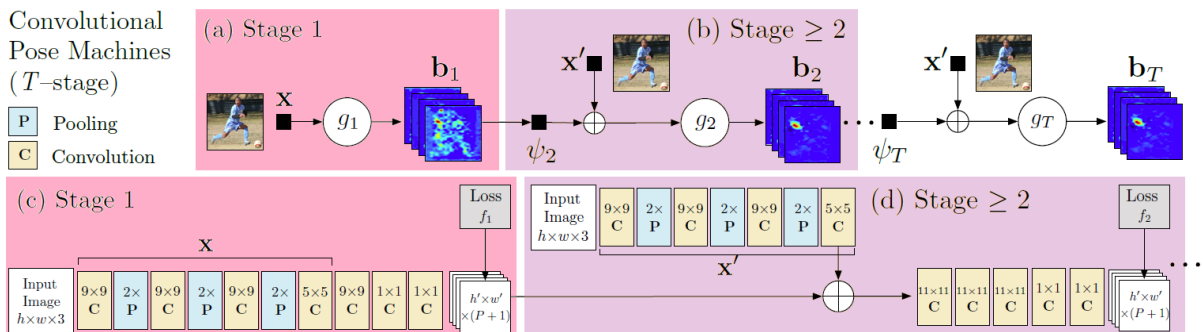 Convolutional
Pose Machines
(T–stage)
P Pooling
C Convolution
(a) Stage 1
x
g₁
b₁
(b) Stage ≥ 2
x′
ψ₂
g₂
b₂
x′
ψ_T
g_T
b_T
(c) Stage 1
Loss
f₁
x
Input
Image
h×w×3
9×9 2× 9×9 2× 9×9 2× 5×5 9×9 1×1 1×1
C P C P C P C C C C
h′×w′
×(P+1)
(d) Stage ≥ 2
Input
Image
h×w×3
9×9 2× 9×9 2× 9×9 2× 5×5
C P C P C P C
x′
Loss
f₂
11×11 11×11 11×11 1×1 1×1
C C C C C
h′×w′
×(P+1)